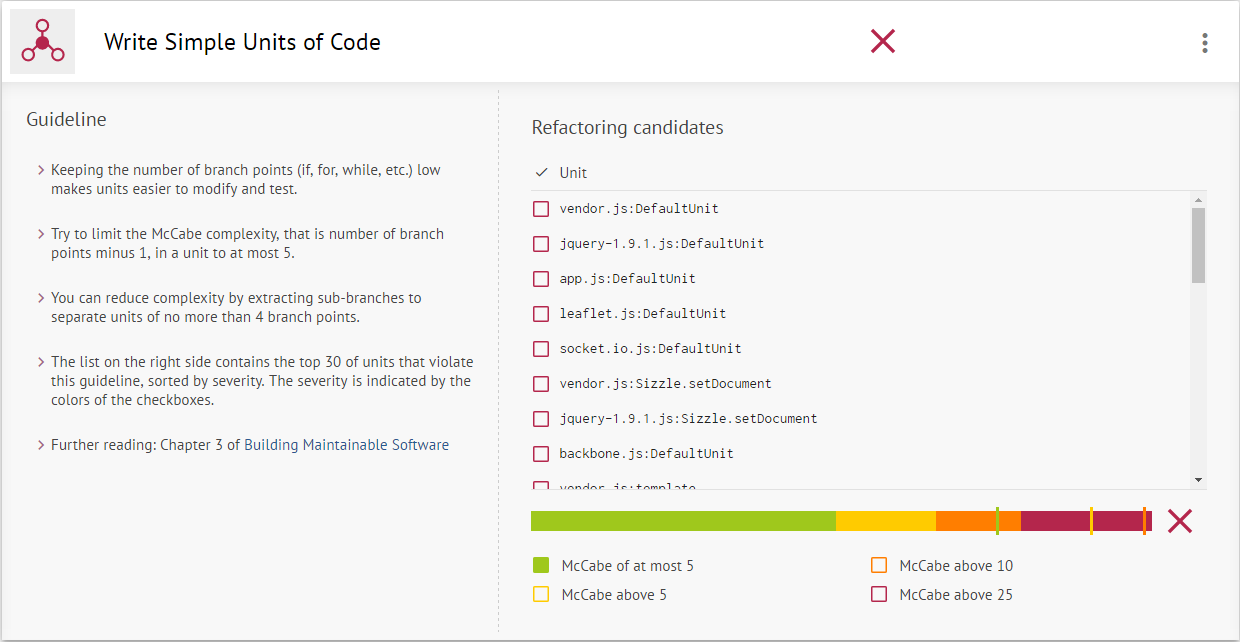 Write Simple Units of Code
Guideline
Keeping the number of branch points (if, for, while, etc.) low
makes units easier to modify and test.
Try to limit the McCabe complexity, that is number of branch
points minus 1, in a unit to at most 5.
You can reduce complexity by extracting sub-branches to
separate units of no more than 4 branch points.
The list on the right side contains the top 30 of units that violate
this guideline, sorted by severity. The severity is indicated by the
colors of the checkboxes.
Further reading: Chapter 3 of Building Maintainable Software
Refactoring candidates
Unit
vendor.js:DefaultUnit
jquery-1.9.1.js:DefaultUnit
app.js:DefaultUnit
leaflet.js:DefaultUnit
socket.io.js:DefaultUnit
vendor.js:Sizzle.setDocument
jquery-1.9.1.js:Sizzle.setDocument
backbone.js:DefaultUnit
vendor.js:template
McCabe of at most 5
McCabe above 5
McCabe above 10
McCabe above 25